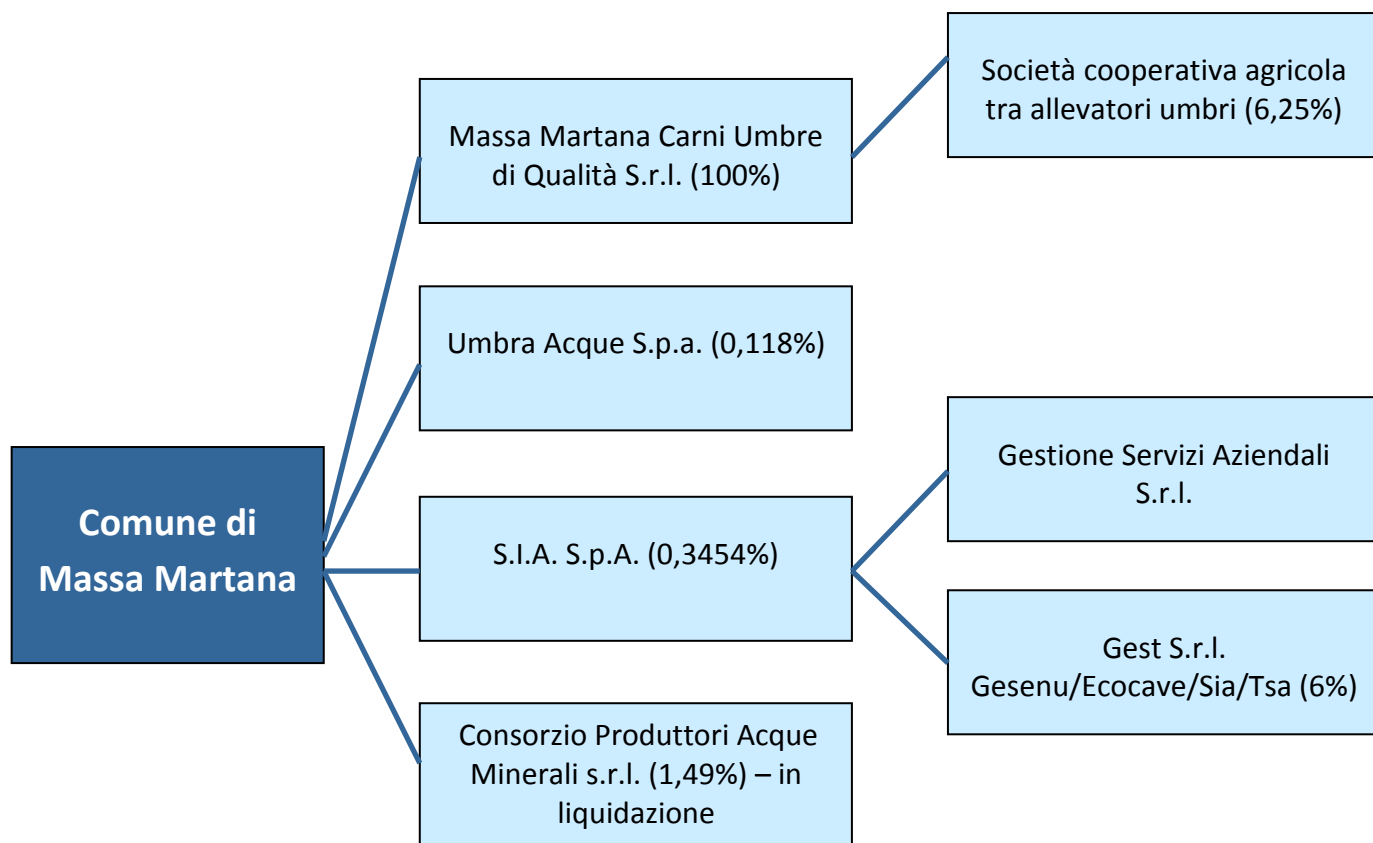 Società cooperativa agricola
tra allevatori umbri (6,25%)
Massa Martana Carni Umbre
di Qualità S.r.l. (100%)
Umbra Acque S.p.a. (0,118%)
Gestione Servizi Aziendali
S.r.l.
Comune di
Massa Martana
S.I.A. S.p.A. (0,3454%)
Gest S.r.l.
Gesenu/Ecocave/Sia/Tsa (6%)
Consorzio Produttori Acque
Minerali s.r.l. (1,49%) – in
liquidazione